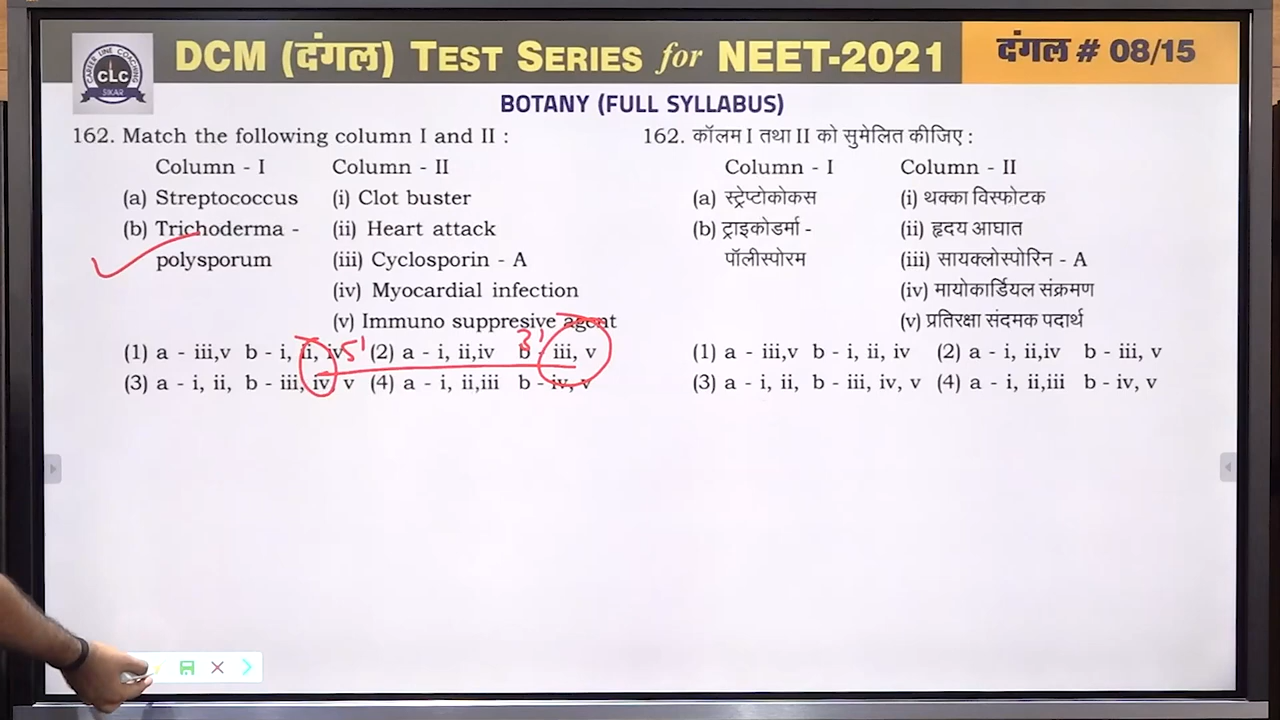 CAREER LINE COACHING
CLC
SIKAR
DCM (दंगल) TEST SERIES for NEET-2021
दंगल # 08/15
BOTANY (FULL SYLLABUS)
162. Match the following column I and II :
Column - I Column - II
(a) Streptococcus (i) Clot buster
(b) Trichoderma - (ii) Heart attack
polysporum (iii) Cyclosporin - A
(iv) Myocardial infection
(v) Immuno suppresive agent
(1) a - iii,v b - i, ii, iv (2) a - i, ii,iv b - iii, v
(3) a - i, ii, b - iii, iv, v (4) a - i, ii,iii b - iv, v
5' 3'
162. कॉलम I तथा II को सुमेलित कीजिए :
Column - I Column - II
(a) स्ट्रेप्टोकोकस (i) थक्का विस्फोटक
(b) ट्राइकोडर्मा - (ii) हृदय आघात
पॉलीस्पोरम (iii) सायक्लोस्पोरिन - A
(iv) मायोकार्डियल संक्रमण
(v) प्रतिरक्षा संदमक पदार्थ
(1) a - iii,v b - i, ii, iv (2) a - i, ii,iv b - iii, v
(3) a - i, ii, b - iii, iv, v (4) a - i, ii,iii b - iv, v